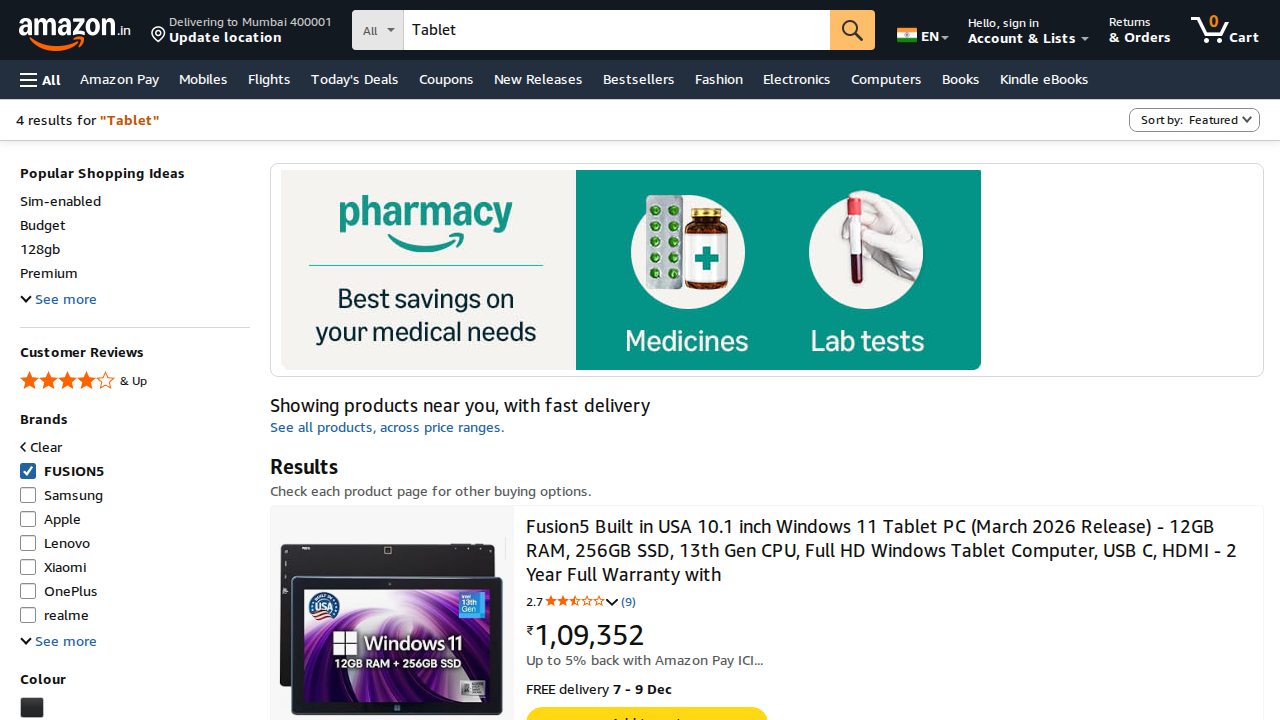 amazon.in
Delivering to Mumbai 400001
Update location
All
Tablet
EN
Hello, sign in
Account & Lists
Returns
& Orders
0
Cart
All
Amazon Pay
Mobiles
Flights
Today's Deals
Coupons
New Releases
Bestsellers
Fashion
Electronics
Computers
Books
Kindle eBooks
4 results for "Tablet"
Sort by: Featured
Popular Shopping Ideas
Sim-enabled
Budget
128gb
Premium
See more
Customer Reviews
& Up
Brands
Clear
FUSION5
Samsung
Apple
Lenovo
Xiaomi
OnePlus
realme
See more
Colour
pharmacy
Best savings on
your medical needs
Medicines
Lab tests
Showing products near you, with fast delivery
See all products, across price ranges.
Results
Check each product page for other buying options.
BUILT IN
USA
intel
13th
Gen
Windows 11
12GB RAM + 256GB SSD
Fusion5 Built in USA 10.1 inch Windows 11 Tablet PC (March 2026 Release) - 12GB
RAM, 256GB SSD, 13th Gen CPU, Full HD Windows Tablet Computer, USB C, HDMI - 2
Year Full Warranty with
2.7 (9)
₹1,09,352
Up to 5% back with Amazon Pay ICI...
FREE delivery 7 - 9 Dec